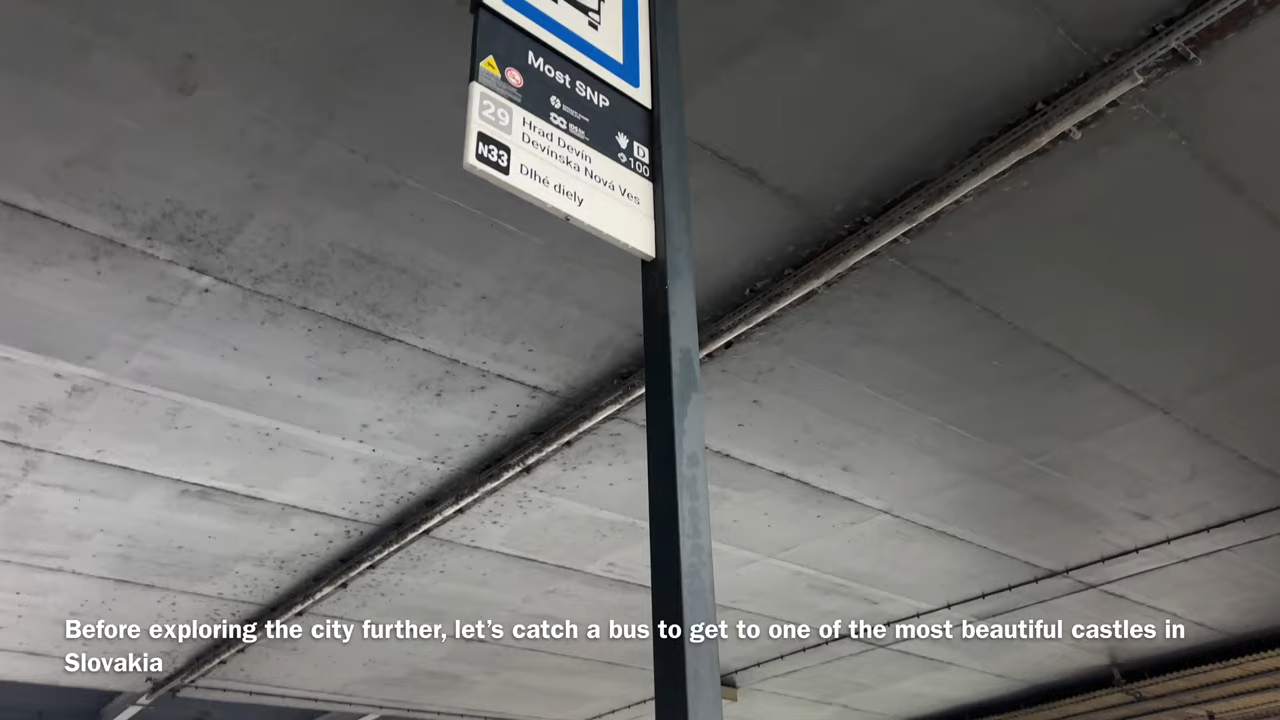 Most SNP
29
Hrad Devín
Devínska Nová Ves
D
100
N33
Dlhé diely
Before exploring the city further, let's catch a bus to get to one of the most beautiful castles in
Slovakia